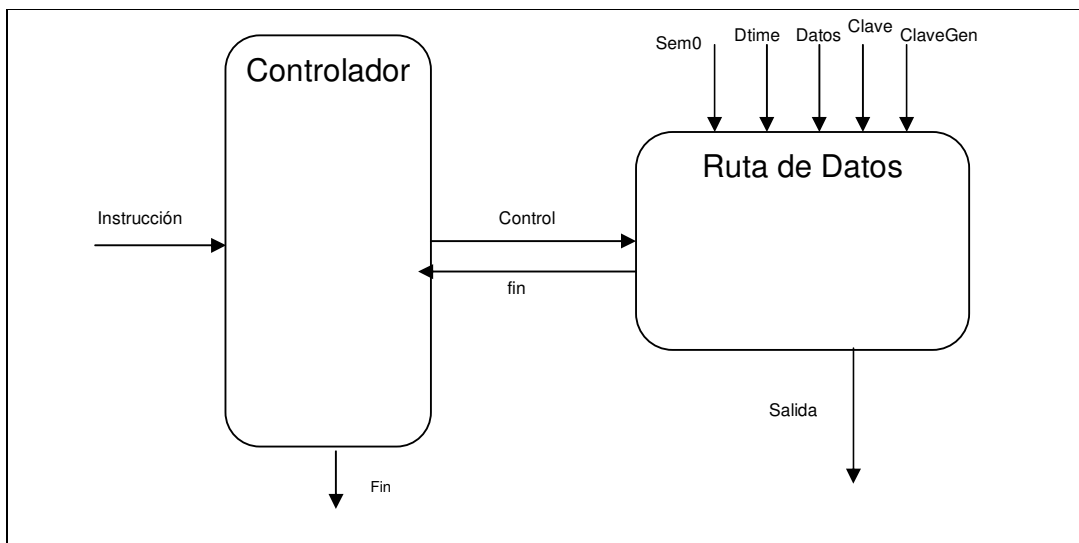 Controlador
Sem0
Dtime
Datos
Clave
ClaveGen
Ruta de Datos
Instrucción
Control
fin
Salida
Fin